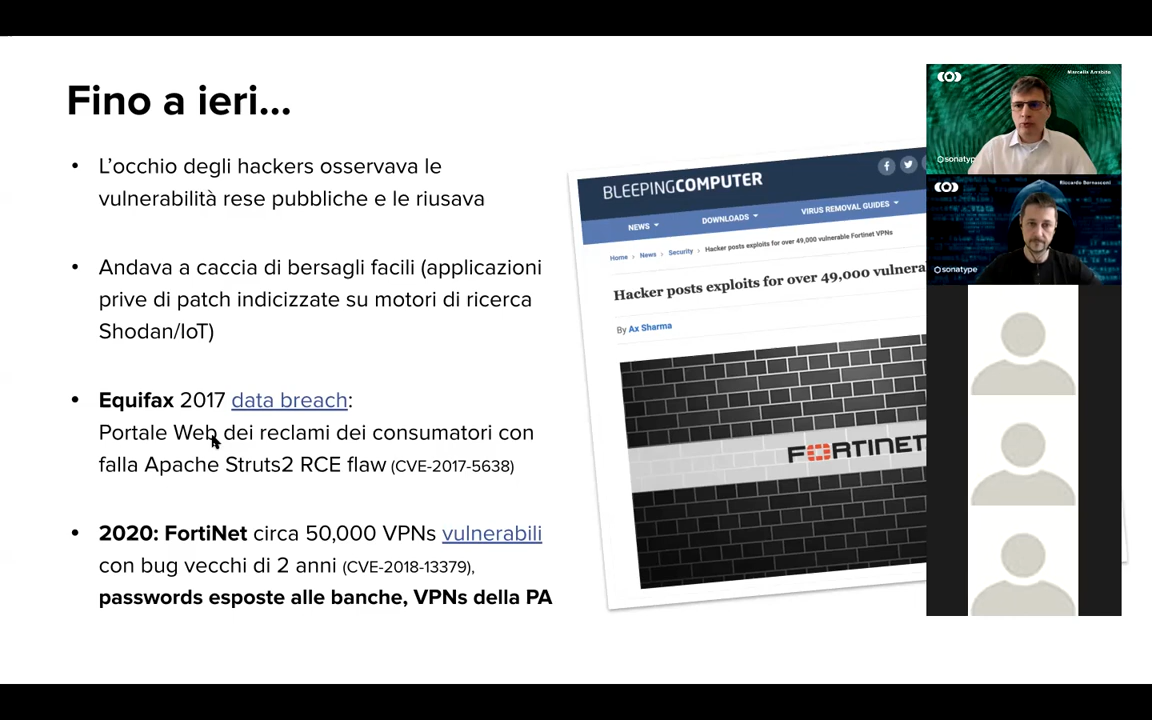 Fino a ieri...
• L'occhio degli hackers osservava le
vulnerabilità rese pubbliche e le riusava
• Andava a caccia di bersagli facili (applicazioni
prive di patch indicizzate su motori di ricerca
Shodan/IoT)
• Equifax 2017 data breach:
Portale Web dei reclami dei consumatori con
falla Apache Struts2 RCE flaw (CVE-2017-5638)
• 2020: FortiNet circa 50,000 VPNs vulnerabili
con bug vecchi di 2 anni (CVE-2018-13379),
passwords esposte alle banche, VPNs della PA
BLEEPINGCOMPUTER
NEWS DOWNLOADS VIRUS REMOVAL GUIDES
Home › News › Security › Hacker posts exploits for over 49,000 vulnerable Fortinet VPNs
Hacker posts exploits for over 49,000 vulnera
By Ax Sharma
FORTINET
Marcello Arrabito
sonatype
Riccardo Bernasconi
sonatype